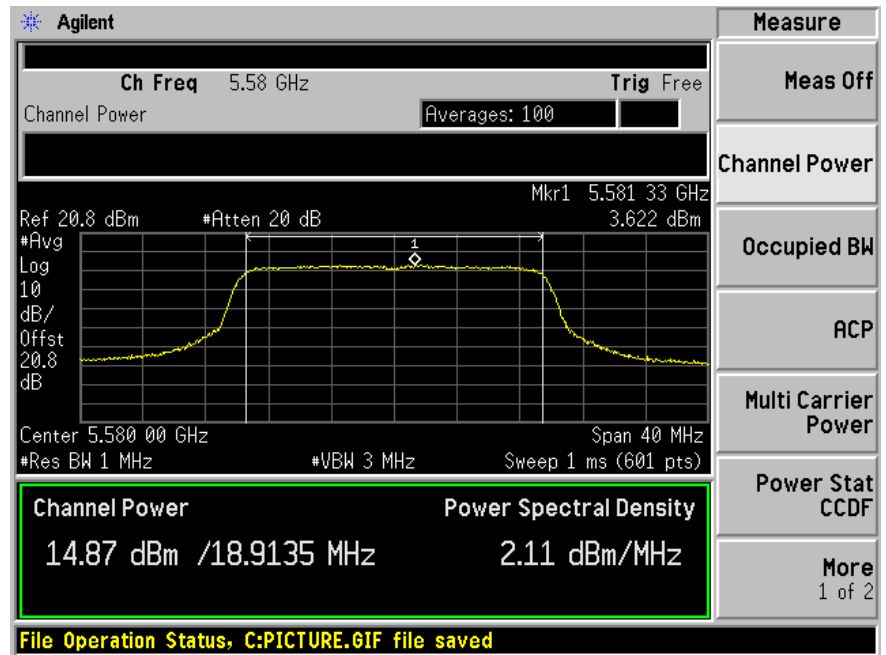 Agilent
Measure
Ch Freq 5.58 GHz Trig Free
Channel Power Averages: 100
Mkr1 5.581 33 GHz
Ref 20.8 dBm #Atten 20 dB 3.622 dBm
#Avg
Log
10
dB/
Offst
20.8
dB
1
Center 5.580 00 GHz Span 40 MHz
#Res BW 1 MHz #VBW 3 MHz Sweep 1 ms (601 pts)
Channel Power Power Spectral Density
14.87 dBm /18.9135 MHz 2.11 dBm/MHz
File Operation Status, C:PICTURE.GIF file saved
Meas Off
Channel Power
Occupied BW
ACP
Multi Carrier
Power
Power Stat
CCDF
More
1 of 2